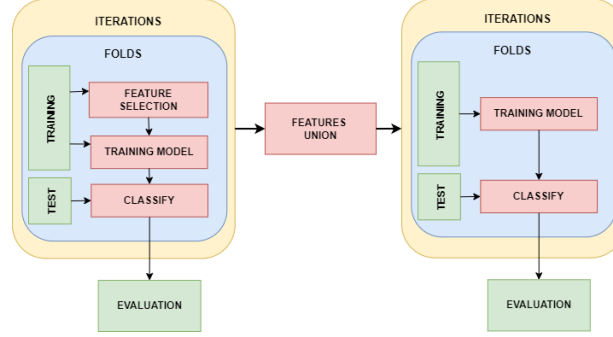 ITERATIONS
FOLDS
TRAINING
FEATURE
SELECTION
TRAINING MODEL
TEST
CLASSIFY
EVALUATION
FEATURES
UNION
ITERATIONS
FOLDS
TRAINING
TRAINING MODEL
TEST
CLASSIFY
EVALUATION